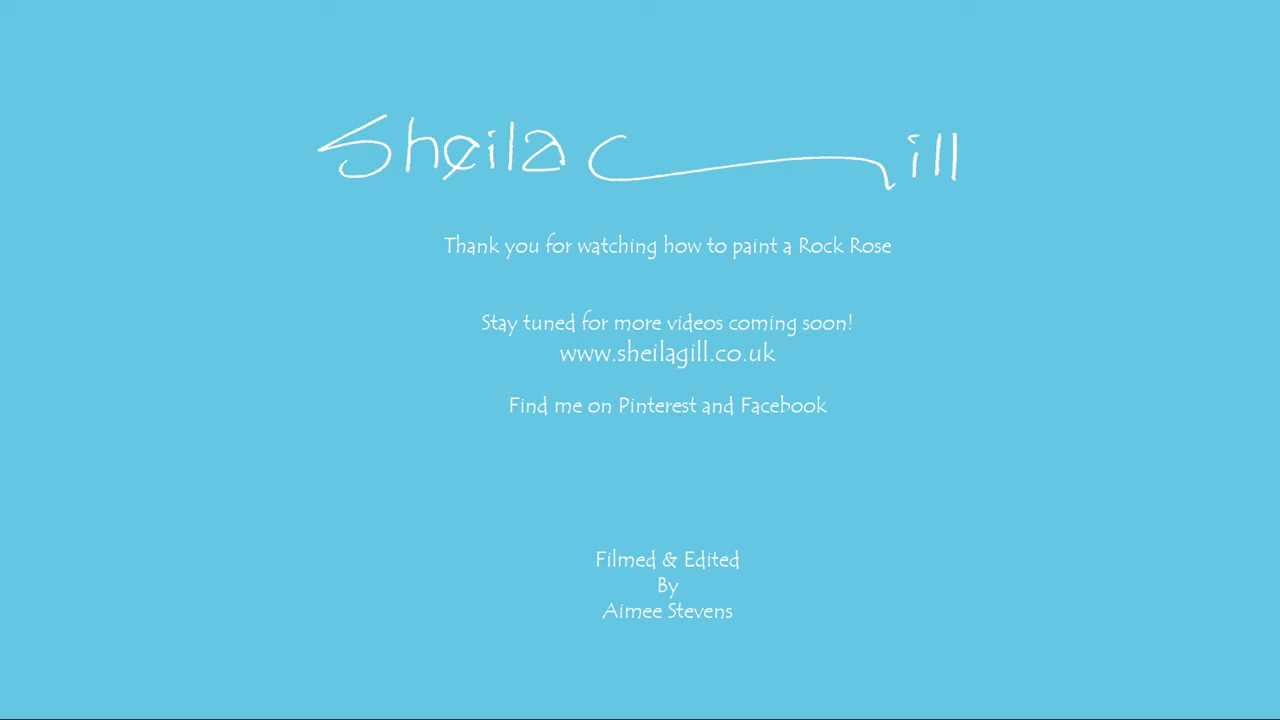 Sheila Gill
Thank you for watching how to paint a Rock Rose
Stay tuned for more videos coming soon!
www.sheilagill.co.uk
Find me on Pinterest and Facebook
Filmed & Edited
By
Aimee Stevens